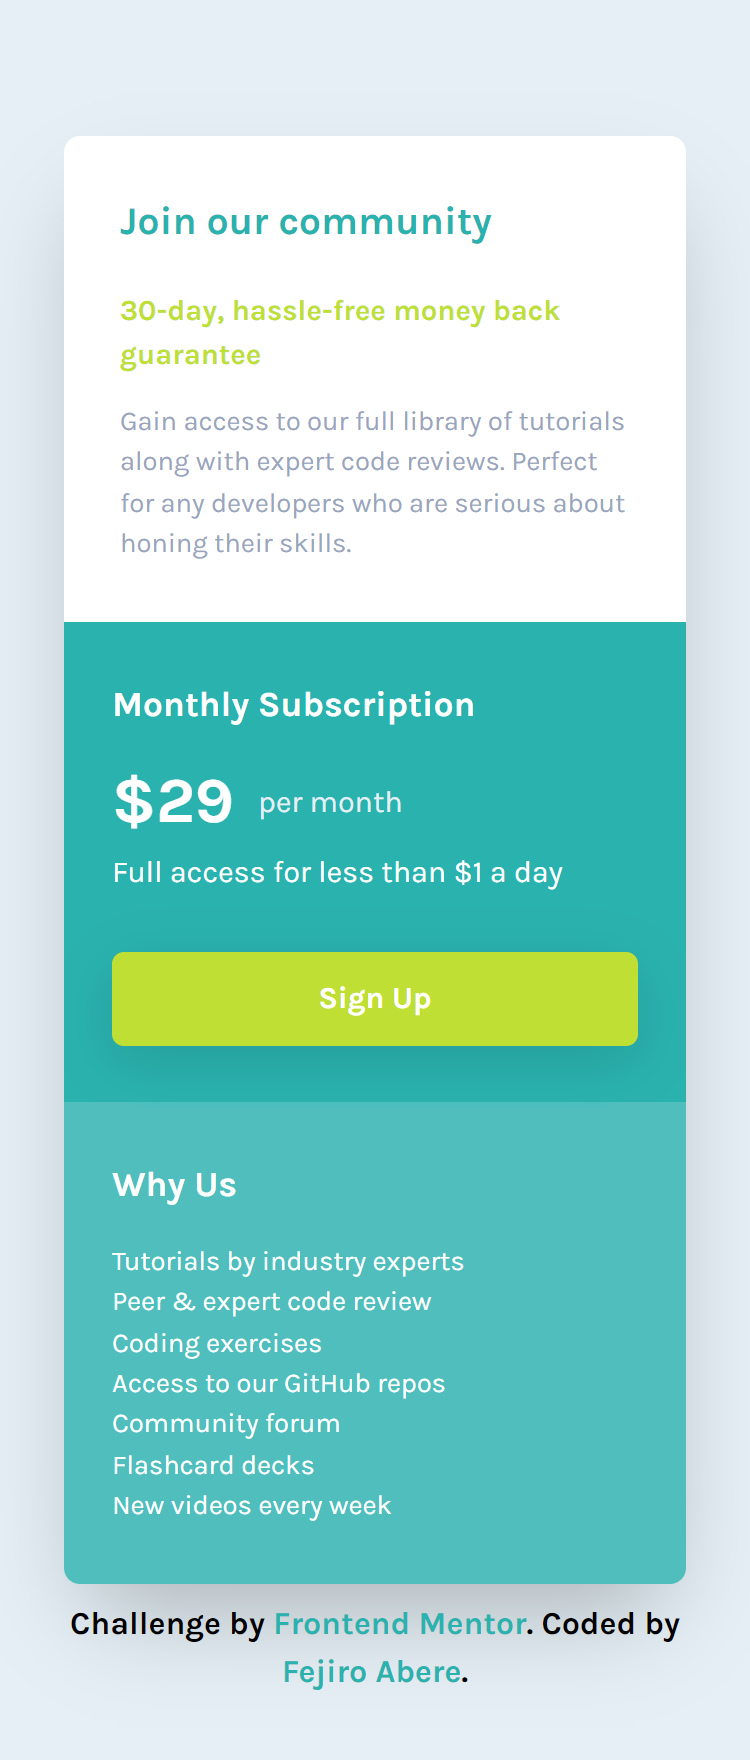 Join our community
30-day, hassle-free money back
guarantee
Gain access to our full library of tutorials
along with expert code reviews. Perfect
for any developers who are serious about
honing their skills.
Monthly Subscription
$29 per month
Full access for less than $1 a day
Sign Up
Why Us
Tutorials by industry experts
Peer & expert code review
Coding exercises
Access to our GitHub repos
Community forum
Flashcard decks
New videos every week
Challenge by Frontend Mentor. Coded by
Fejiro Abere.